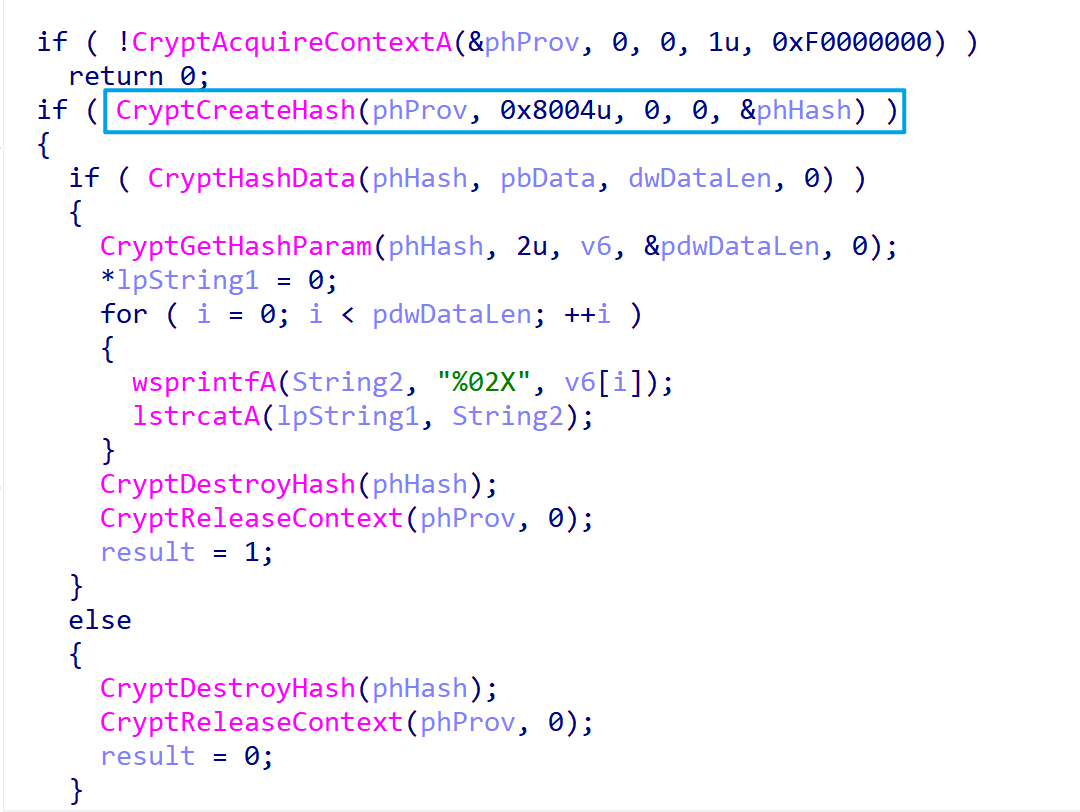 if ( !CryptAcquireContextA(&phProv, 0, 0, 1u, 0xF0000000) )
return 0;
if ( CryptCreateHash(phProv, 0x8004u, 0, 0, &phHash) )
{
if ( CryptHashData(phHash, pbData, dwDataLen, 0) )
{
CryptGetHashParam(phHash, 2u, v6, &pdwDataLen, 0);
*lpString1 = 0;
for ( i = 0; i < pdwDataLen; ++i )
{
wsprintfA(String2, "%02X", v6[i]);
lstrcatA(lpString1, String2);
}
CryptDestroyHash(phHash);
CryptReleaseContext(phProv, 0);
result = 1;
}
else
{
CryptDestroyHash(phHash);
CryptReleaseContext(phProv, 0);
result = 0;
}